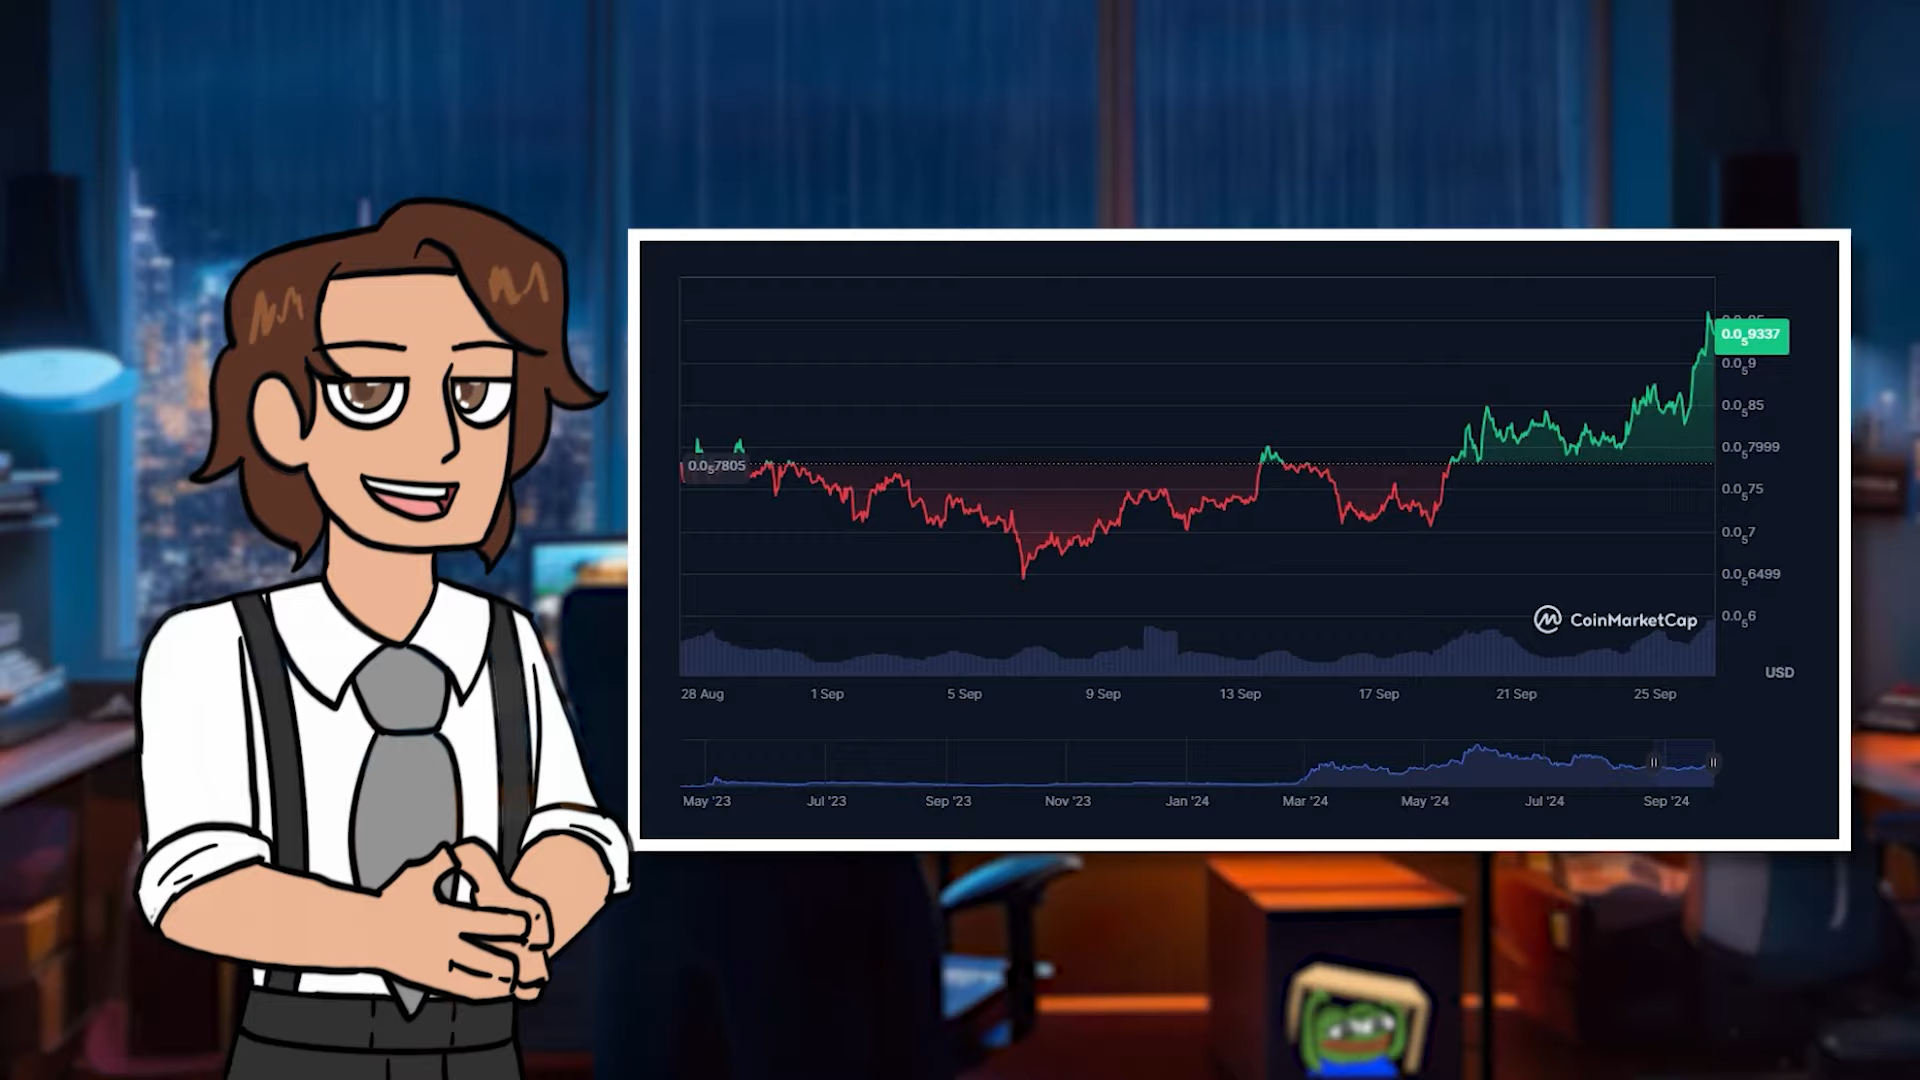 0.0₅9337
0.0₅9
0.0₅85
0.0₅7999
0.0₅7805
0.0₅75
0.0₅7
0.0₅6499
CoinMarketCap
0.0₅6
USD
28 Aug 1 Sep 5 Sep 9 Sep 13 Sep 17 Sep 21 Sep 25 Sep
May '23 Jul '23 Sep '23 Nov '23 Jan '24 Mar '24 May '24 Jul '24 Sep '24